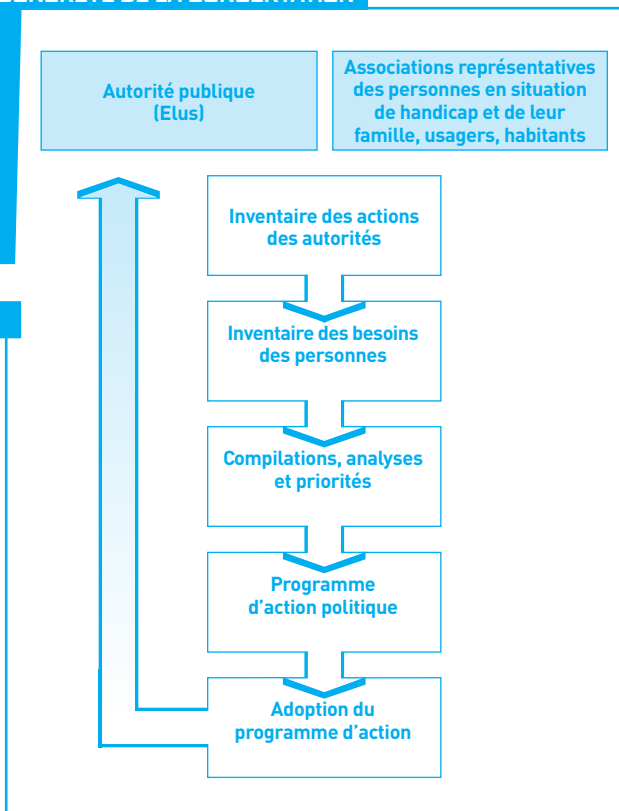 Autorité publique
(Elus)
Associations représentatives
des personnes en situation
de handicap et de leur
famille, usagers, habitants
Inventaire des actions
des autorités
Inventaire des besoins
des personnes
Compilations, analyses
et priorités
Programme
d’action politique
Adoption du
programme d’action